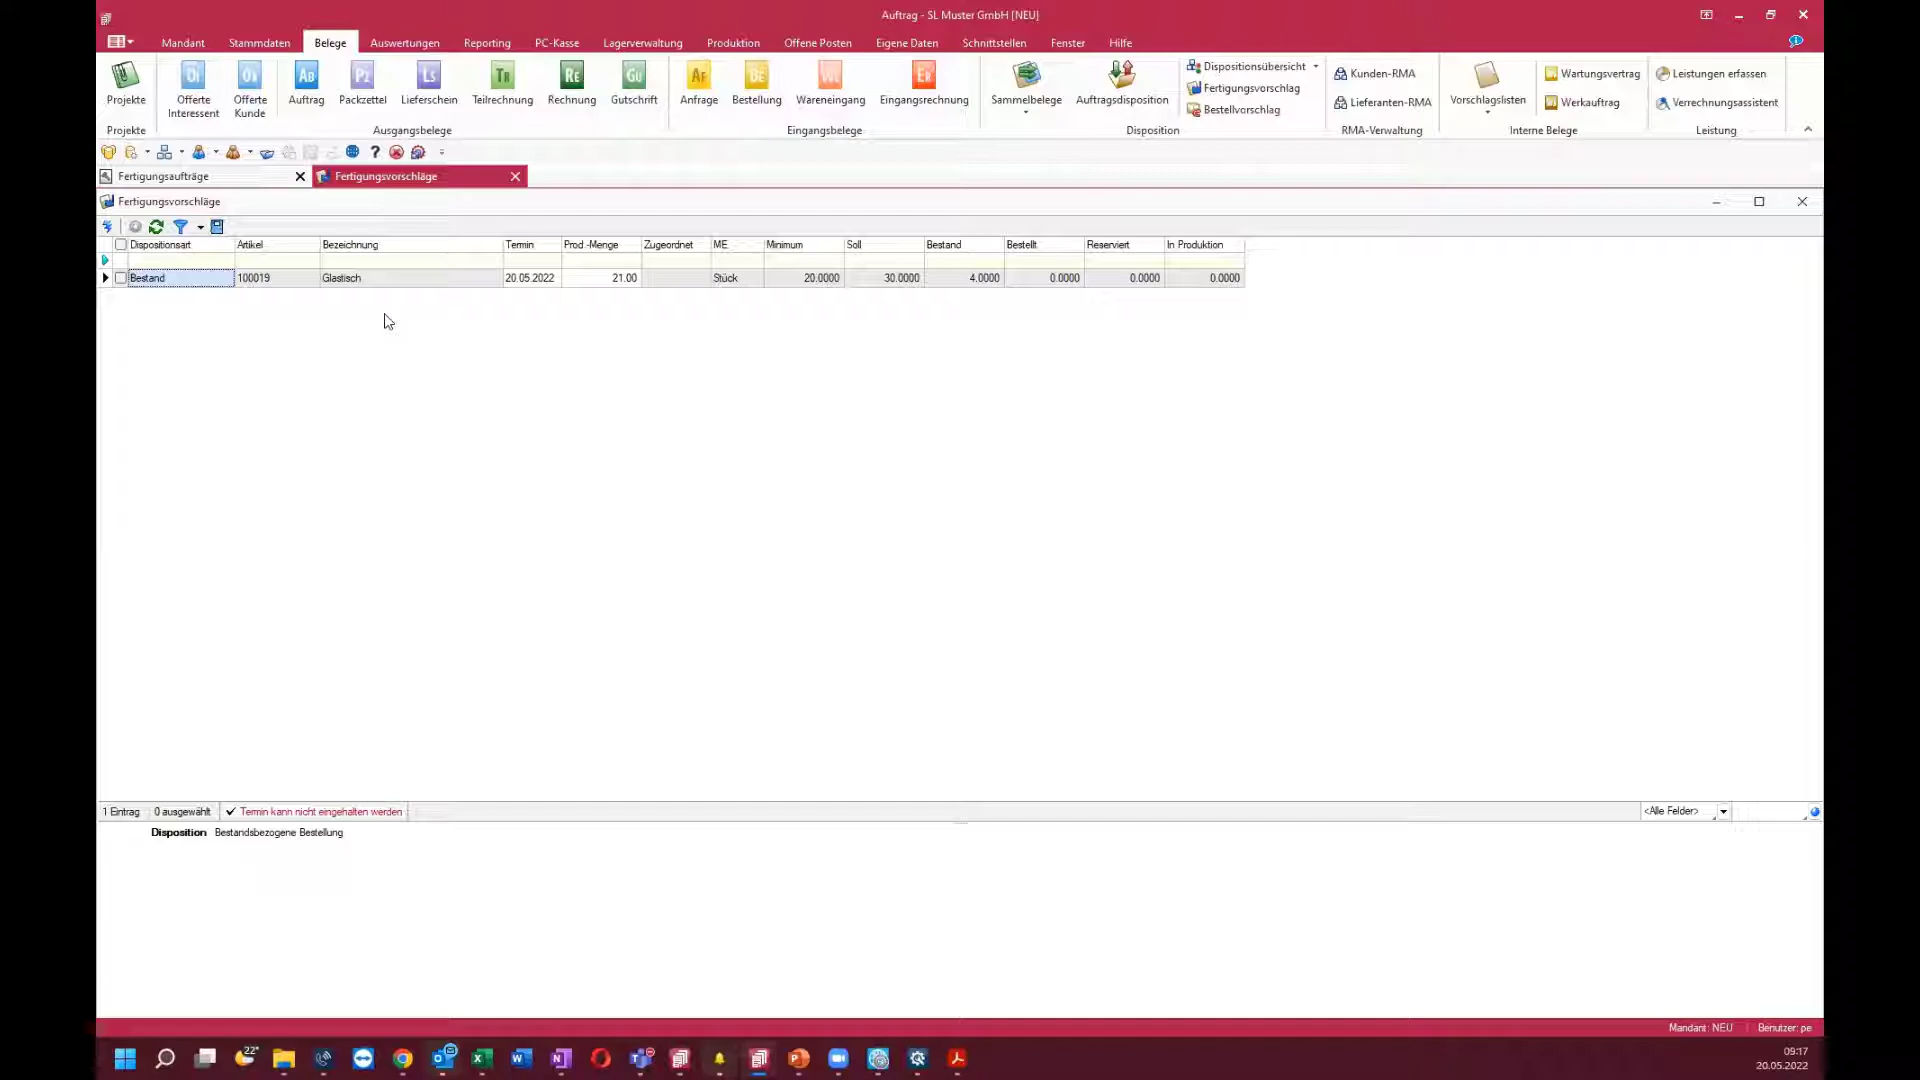 Auftrag - SL Muster GmbH [NEU]
Mandant Stammdaten Belege Auswertungen Reporting PC-Kasse Lagerverwaltung Produktion Offene Posten Eigene Daten Schnittstellen Fenster Hilfe
Projekte
Offerte Interessent
Offerte Kunde
Auftrag
Packzettel
Lieferschein
Teilrechnung
Rechnung
Gutschrift
Anfrage
Bestellung
Wareneingang
Eingangsrechnung
Sammelbelege
Auftragsdisposition
Dispositionsübersicht
Fertigungsvorschlag
Bestellvorschlag
Kunden-RMA
Lieferanten-RMA
Vorschlagslisten
Wartungsvertrag
Werkauftrag
Leistungen erfassen
Verrechnungsassistent
Projekte Ausgangsbelege Eingangsbelege Disposition RMA-Verwaltung Interne Belege Leistung
Fertigungsaufträge Fertigungsvorschläge
Fertigungsvorschläge
Dispositionsart Artikel Bezeichnung Termin Prod.-Menge Zugeordnet ME Minimum Soll Bestand Bestellt Reserviert In Produktion
Bestand 100019 Glastisch 20.05.2022 21.00 Stück 20.0000 30.0000 4.0000 0.0000 0.0000 0.0000
1 Eintrag 0 ausgewählt Termin kann nicht eingehalten werden <Alle Felder>
Disposition Bestandsbezogene Bestellung
Mandant: NEU Benutzer: pe
22°
09:17
20.05.2022